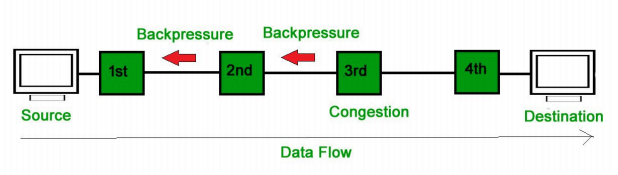 Backpressure
Backpressure
1st
2nd
3rd
4th
Source
Congestion
Destination
Data Flow